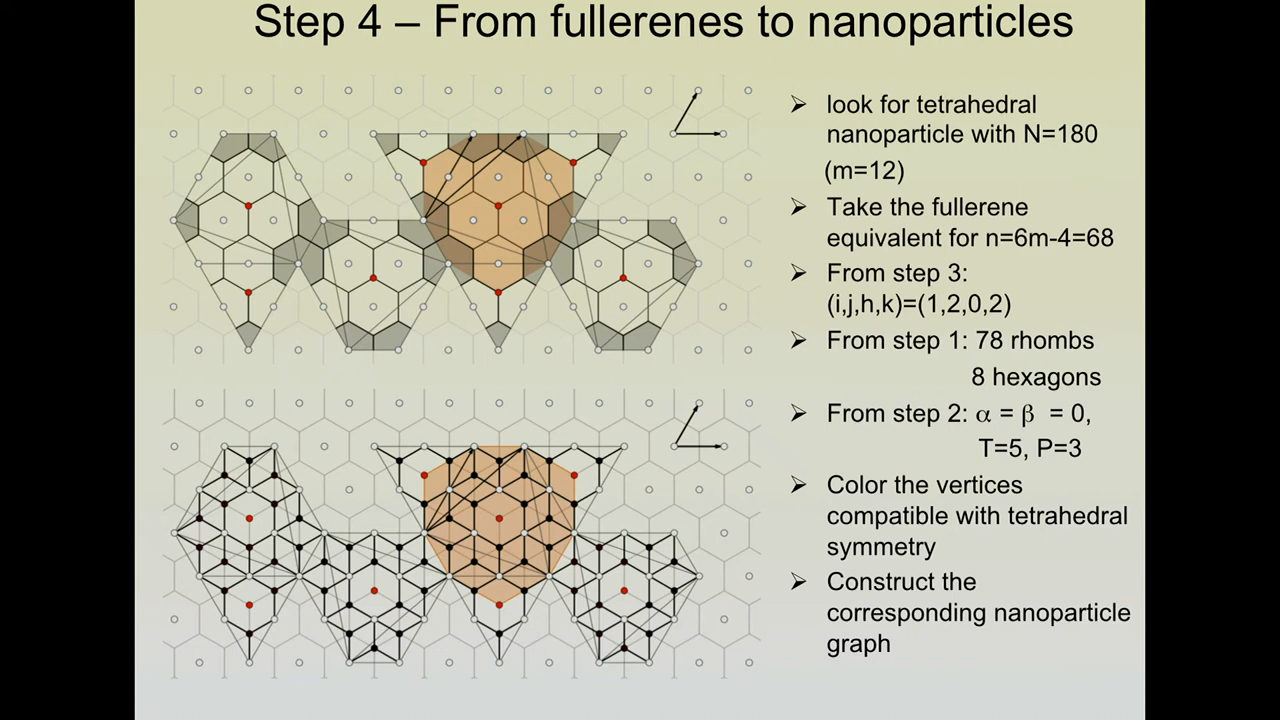 Step 4 – From fullerenes to nanoparticles
➢ look for tetrahedral
nanoparticle with N=180
(m=12)
➢ Take the fullerene
equivalent for n=6m-4=68
➢ From step 3:
(i,j,h,k)=(1,2,0,2)
➢ From step 1: 78 rhombs
8 hexagons
➢ From step 2: α = β = 0,
T=5, P=3
➢ Color the vertices
compatible with tetrahedral
symmetry
➢ Construct the
corresponding nanoparticle
graph